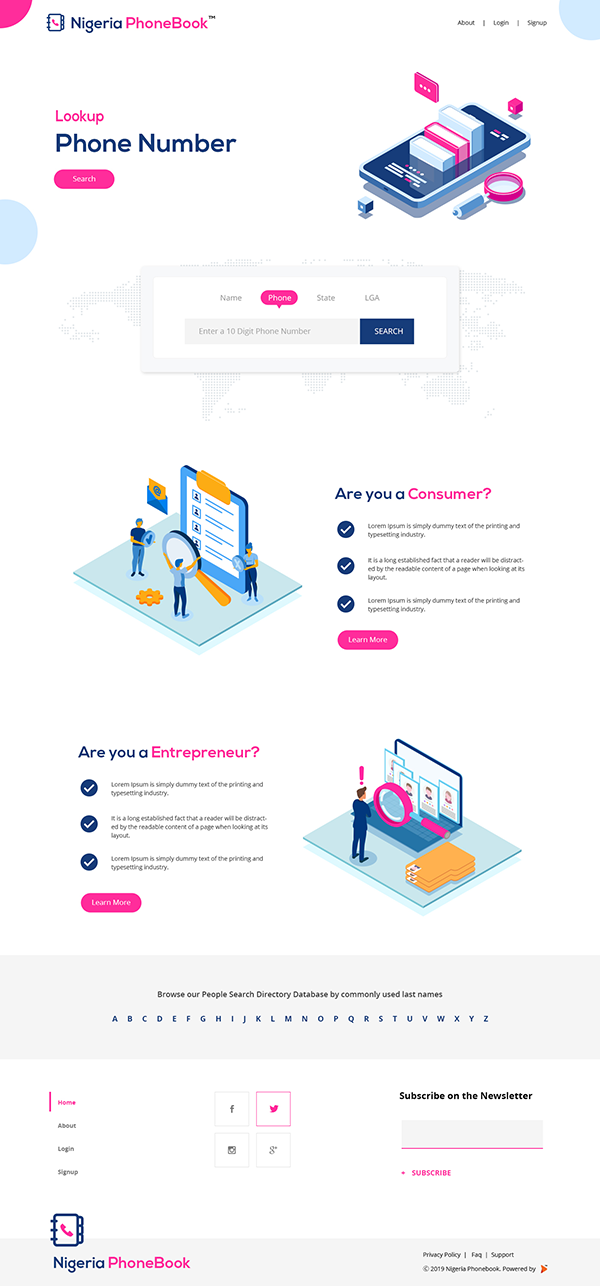 Nigeria PhoneBook™
About | Login | Signup
Lookup
Phone Number
Search
Name Phone State LGA
Enter a 10 Digit Phone Number SEARCH
Are you a Consumer?
Lorem Ipsum is simply dummy text of the printing and
typesetting industry.
It is a long established fact that a reader will be distract-
ed by the readable content of a page when looking at its
layout.
Lorem Ipsum is simply dummy text of the printing and
typesetting industry.
Learn More
Are you a Entrepreneur?
Lorem Ipsum is simply dummy text of the printing and
typesetting industry.
It is a long established fact that a reader will be distract-
ed by the readable content of a page when looking at its
layout.
Lorem Ipsum is simply dummy text of the printing and
typesetting industry.
Learn More
Browse our People Search Directory Database by commonly used last names
A B C D E F G H I J K L M N O P Q R S T U V W X Y Z
Home
About
Login
Signup
Subscribe on the Newsletter
SUBSCRIBE
Nigeria PhoneBook
Privacy Policy | Faq | Support
© 2019 Nigeria Phonebook. Powered by